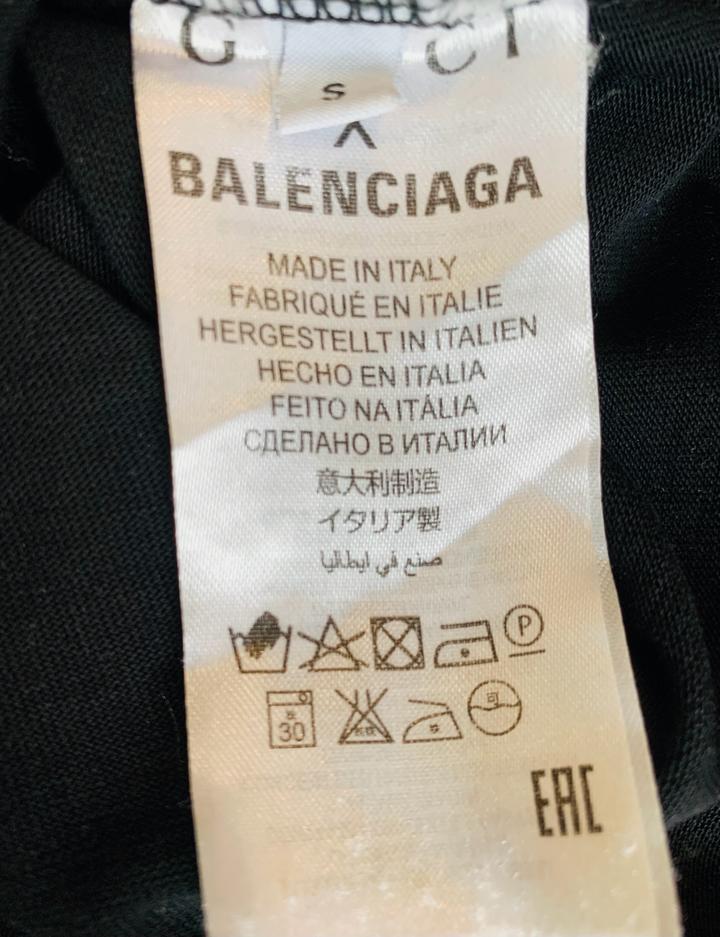 G CI
S
X
BALENCIAGA
MADE IN ITALY
FABRIQUÉ EN ITALIE
HERGESTELLT IN ITALIEN
HECHO EN ITALIA
FEITO NA ITÁLIA
СДЕЛАНО В ИТАЛИИ
意大利制造
イタリア製
صنع في ايطاليا
P
30
EAC